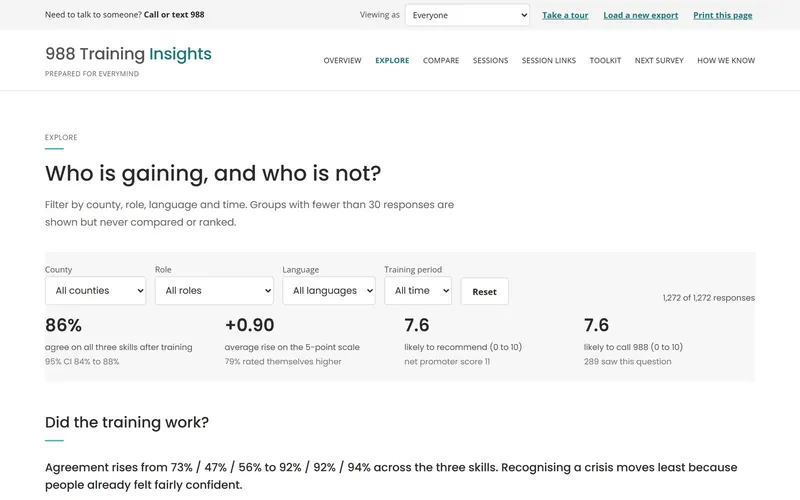 Need to talk to someone? Call or text 988
Viewing as Everyone Take a tour Load a new export Print this page
988 Training Insights
PREPARED FOR EVERYMIND
OVERVIEW EXPLORE COMPARE SESSIONS SESSION LINKS TOOLKIT NEXT SURVEY HOW WE KNOW
EXPLORE
Who is gaining, and who is not?
Filter by county, role, language and time. Groups with fewer than 30 responses are
shown but never compared or ranked.
County Role Language Training period
All counties All roles All languages All time Reset
1,272 of 1,272 responses
86% +0.90 7.6 7.6
agree on all three skills after training average rise on the 5-point scale likely to recommend (0 to 10) likely to call 988 (0 to 10)
95% CI 84% to 88% 79% rated themselves higher net promoter score 11 289 saw this question
Did the training work?
Agreement rises from 73% / 47% / 56% to 92% / 92% / 94% across the three skills. Recognising a crisis moves least because
people already felt fairly confident.